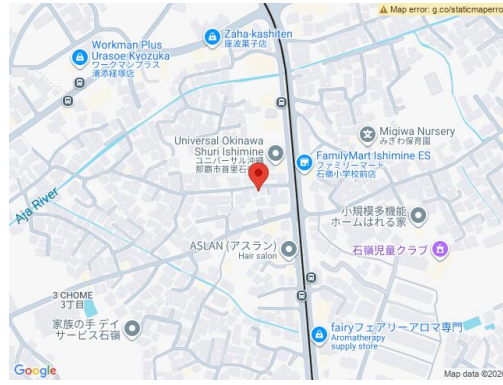 Map error: g.co/staticmaperro
Zaha-kashiten
座波菓子店
Workman Plus
Urasoe Kyozuka
ワークマンプラス
浦添経塚店
Migiwa Nursery
みぎわ保育園
Universal Okinawa
Shuri Ishimine
ユニバーサル沖縄
那覇市首里石
FamilyMart Ishimine ES
ファミリーマート
石嶺小学校前店
Aja River
小規模多機能
ホームはれる家
ASLAN (アスラン)
Hair salon
石嶺児童クラブ
3 CHOME
3丁目
家族の手 デイ
サービス石嶺
fairyフェアリーアロマ専門
Aromatherapy
supply store
Google
Map data ©202